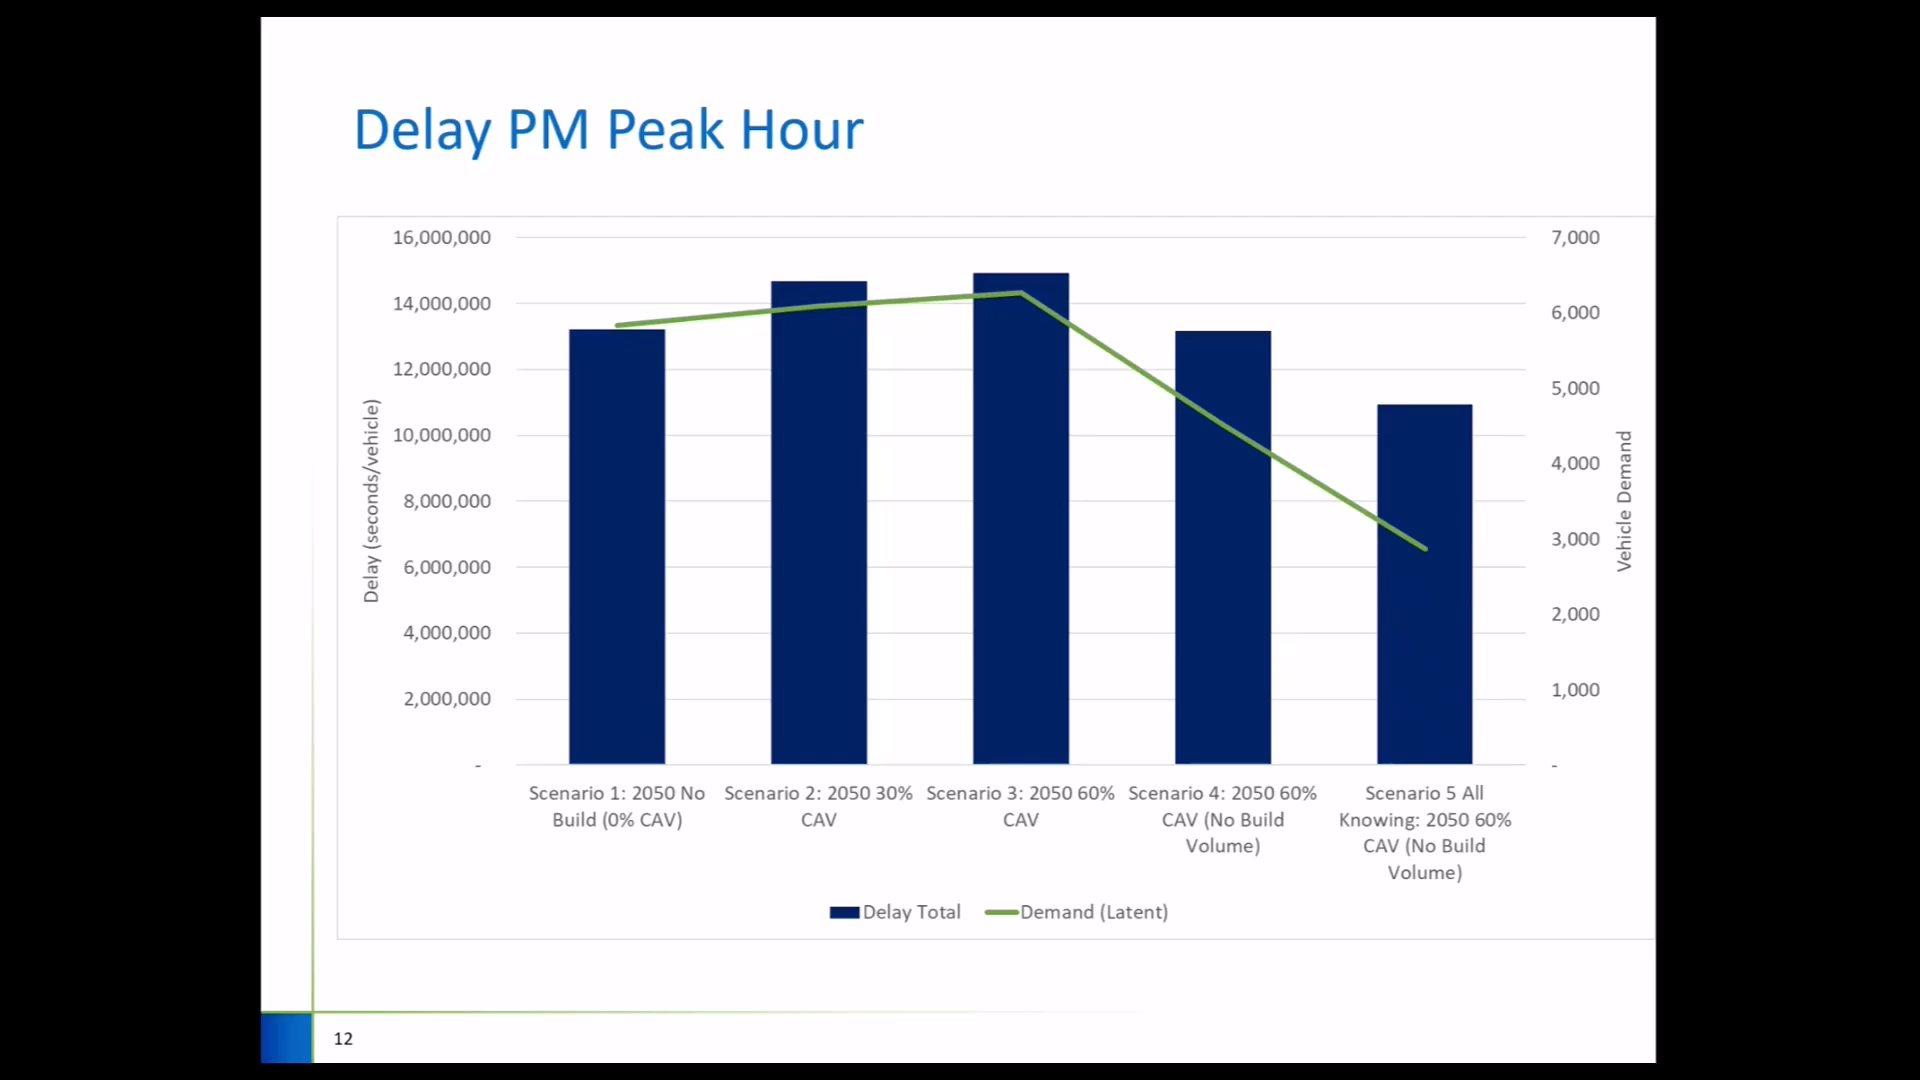 Delay PM Peak Hour
16,000,000
14,000,000
12,000,000
10,000,000
8,000,000
6,000,000
4,000,000
2,000,000
-
Delay (seconds/vehicle)
7,000
6,000
5,000
4,000
3,000
2,000
1,000
-
Vehicle Demand
Scenario 1: 2050 No
Build (0% CAV)
Scenario 2: 2050 30%
CAV
Scenario 3: 2050 60%
CAV
Scenario 4: 2050 60%
CAV (No Build
Volume)
Scenario 5 All
Knowing: 2050 60%
CAV (No Build
Volume)
Delay Total
Demand (Latent)
12